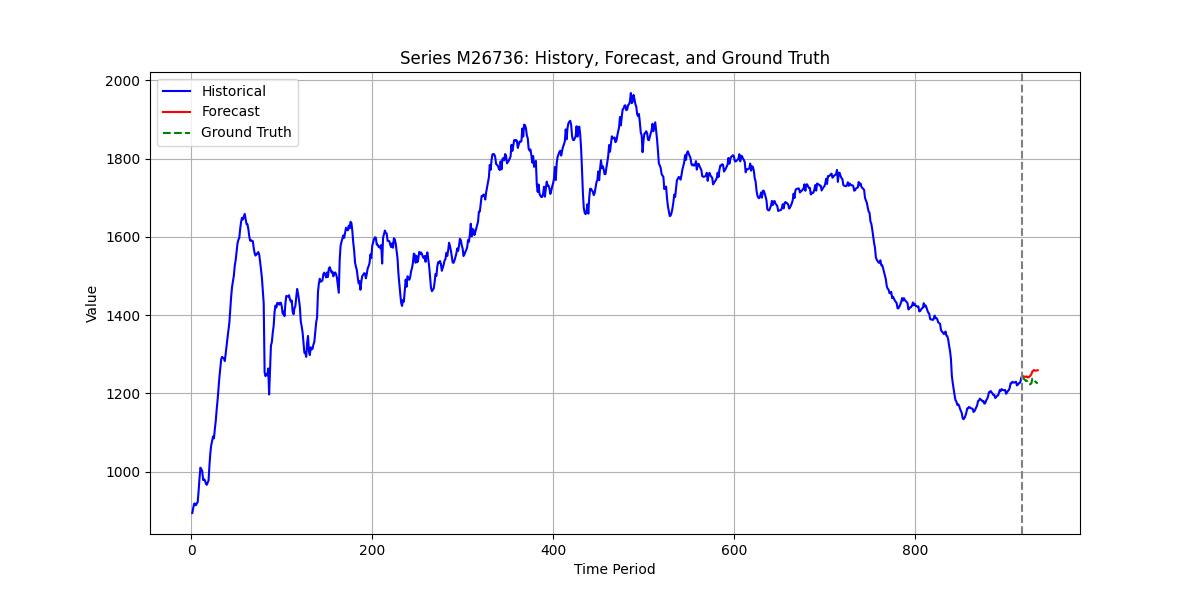 Series M26736: History, Forecast, and Ground Truth
Historical
Forecast
Ground Truth
2000
1800
1600
1400
1200
1000
Value
0
200
400
600
800
Time Period